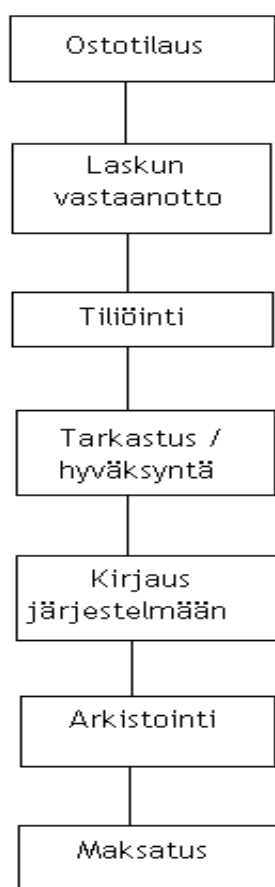 Ostotilaus
Laskun
vastaanotto
Tiliöinti
Tarkastus /
hyväksyntä
Kirjaus
järjestelmään
Arkistointi
Maksatus